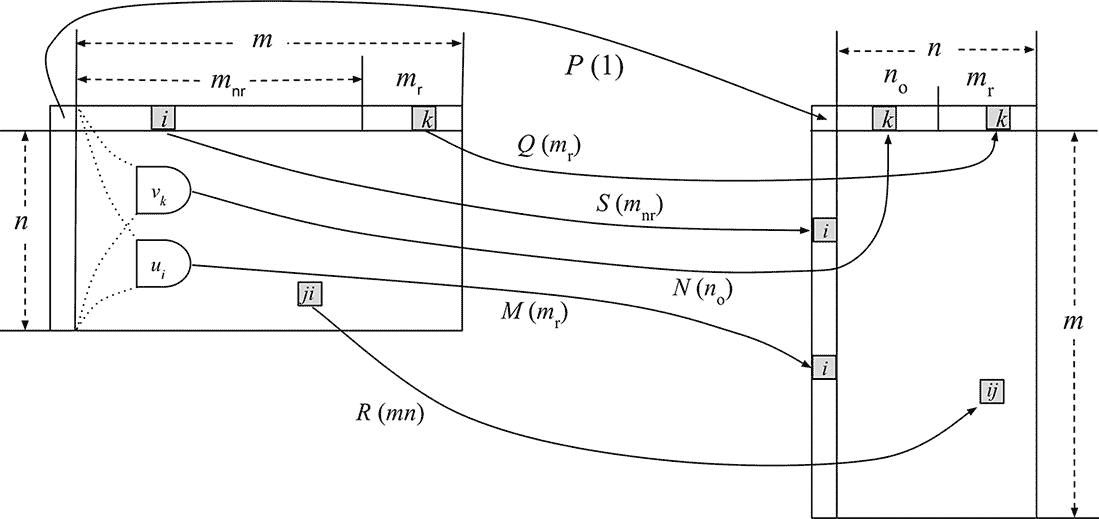 m
n
P (1)
m_nr
m_r
n_o
m_r
i
k
k
k
Q (m_r)
v_k
S (m_nr)
n
i
u_i
N (n_o)
ji
M (m_r)
m
i
ij
R (mn)